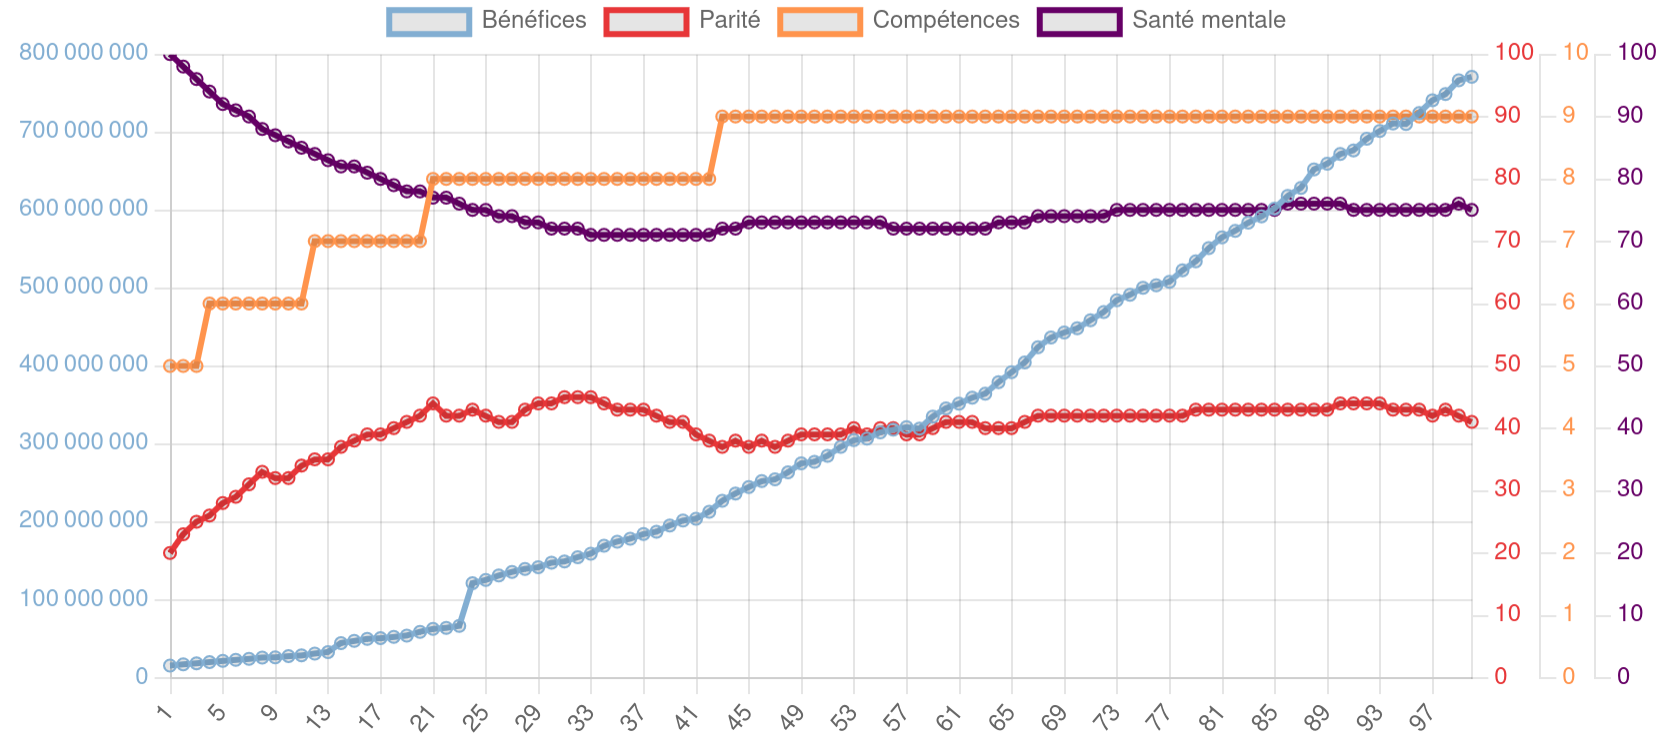 Bénéfices Parité Compétences Santé mentale
800 000 000 100 10 100
700 000 000 90 9 90
600 000 000 80 8 80
500 000 000 70 7 70
400 000 000 60 6 60
300 000 000 50 5 50
200 000 000 40 4 40
100 000 000 30 3 30
0 20 2 20
10 1 10
0 0 0
1 5 9 13 17 21 25 29 33 37 41 45 49 53 57 61 65 69 73 77 81 85 89 93 97